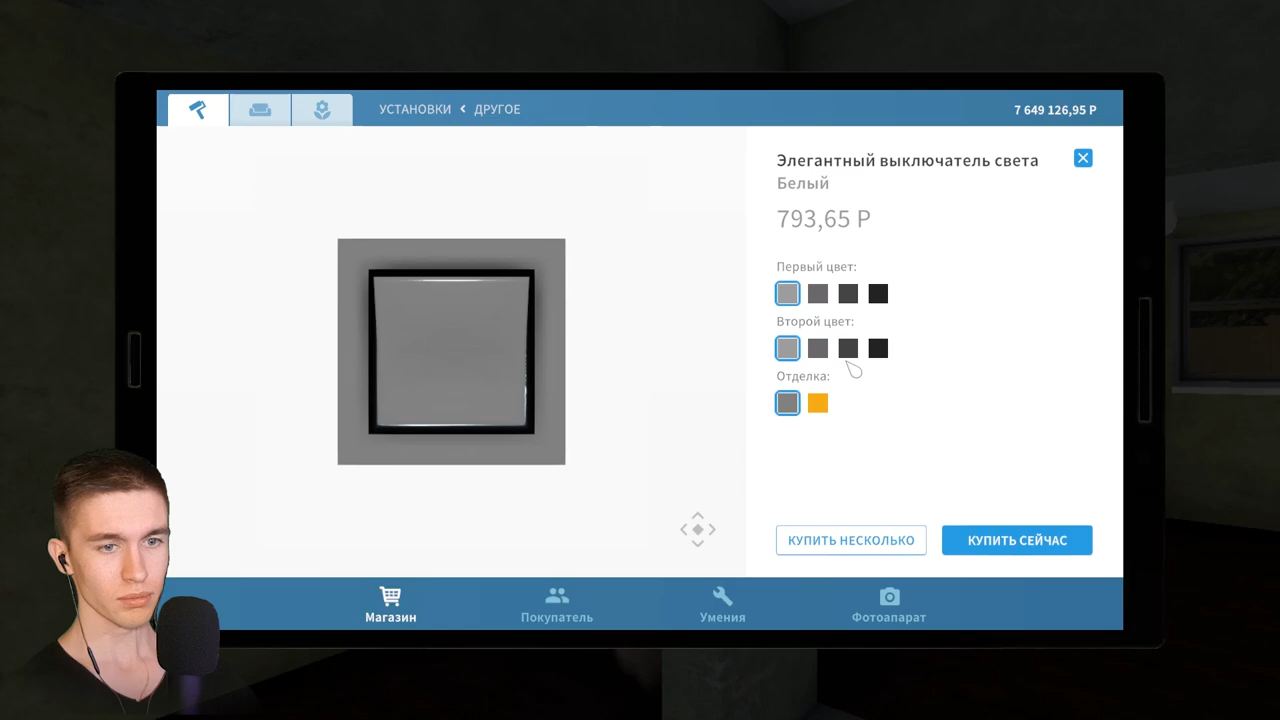 УСТАНОВКИ < ДРУГОЕ
7 649 126,95 Р
Элегантный выключатель света
Белый
793,65 Р
Первый цвет:
Второй цвет:
Отделка:
КУПИТЬ НЕСКОЛЬКО
КУПИТЬ СЕЙЧАС
Магазин
Покупатель
Умения
Фотоаппарат